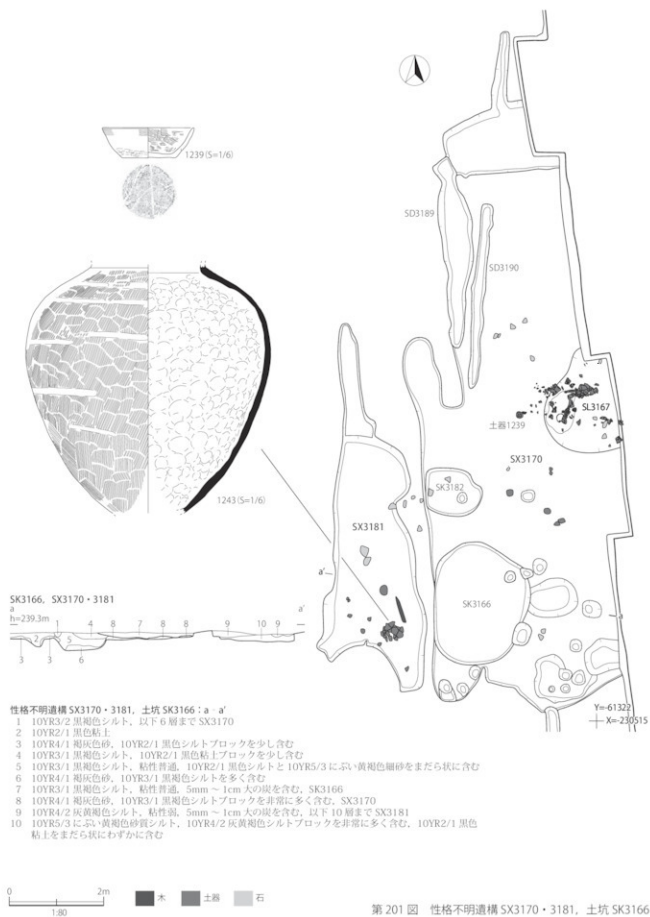 1239(S=1/6)
SD3189
SD3190
SL3167
土器1239
SX3170
SK3182
1243(S=1/6)
SX3181
a'
SK3166
a
SK3166, SX3170・3181
a a'
h=239.3m
1 2 4 5 8 7 8 8 9 10 9
3 3 6
Y=-61322
X=-230515
性格不明遺構 SX3170・3181, 土坑 SK3166：a‐a'
1 10YR3/2 黒褐色シルト, 以下 6 層まで SX3170
2 10YR2/1 黒色粘土
3 10YR4/1 褐灰色砂, 10YR2/1 黒色シルトブロックを少し含む
4 10YR3/1 黒褐色シルト, 10YR2/1 黒色粘土ブロックを少し含む
5 10YR3/1 黒褐色シルト, 粘性普通, 10YR2/1 黒色シルトと 10YR5/3 にぶい黄褐色細砂をまだら状に含む
6 10YR4/1 褐灰色砂, 10YR3/1 黒褐色シルトを多く含む
7 10YR3/1 黒褐色シルト, 粘性普通, 5mm ～ 1cm 大の炭を含む, SK3166
8 10YR4/1 褐灰色砂, 10YR3/1 黒褐色シルトブロックを非常に多く含む, SX3170
9 10YR4/2 灰黄褐色シルト, 粘性弱, 5mm ～ 1cm 大の炭を含む, 以下 10 層まで SX3181
10 10YR5/3 にぶい黄褐色砂質シルト, 10YR4/2 灰黄褐色シルトブロックを非常に多く含む, 10YR2/1 黒色
粘土をまだら状にわずかに含む
0 2m
1:80
木 土器 石
第 201 図 性格不明遺構 SX3170・3181, 土坑 SK3166